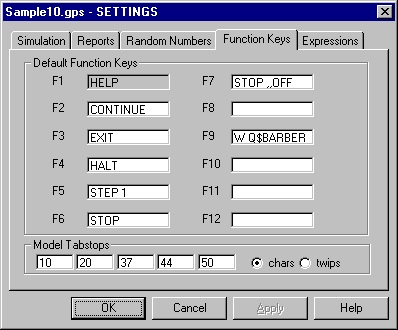 Sample10.gps - SETTINGS
Simulation Reports Random Numbers Function Keys Expressions
Default Function Keys
F1 HELP F7 STOP ,,OFF
F2 CONTINUE F8
F3 EXIT F9 W Q$BARBER
F4 HALT F10
F5 STEP 1 F11
F6 STOP F12
Model Tabstops
10 20 37 44 50 chars twips
OK Cancel Apply Help